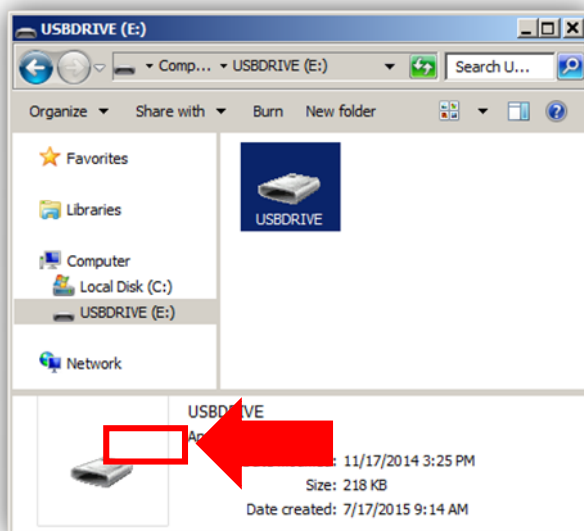 USBDRIVE (E:)
Comp... USBDRIVE (E:) Search U...
Organize Share with Burn New folder
Favorites
Libraries
Computer
Local Disk (C:)
USBDRIVE (E:)
Network
USBDRIVE
USBDRIVE
11/17/2014 3:25 PM
Size: 218 KB
Date created: 7/17/2015 9:14 AM